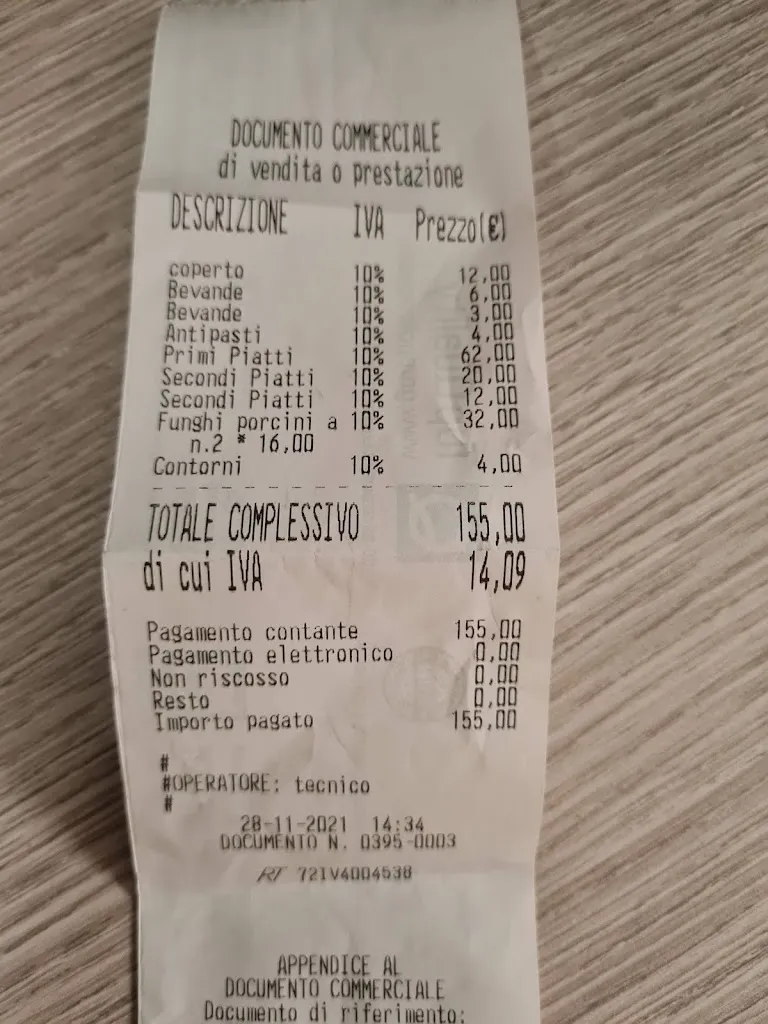 DOCUMENTO COMMERCIALE
di vendita o prestazione
DESCRIZIONE IVA Prezzo(€)
coperto 10% 12,00
Bevande 10% 6,00
Bevande 10% 3,00
Antipasti 10% 4,00
Primi Piatti 10% 62,00
Secondi Piatti 10% 20,00
Secondi Piatti 10% 12,00
Funghi porcini a 10% 32,00
n.2 * 16,00
Contorni 10% 4,00
TOTALE COMPLESSIVO 155,00
di cui IVA 14,09
Pagamento contante 155,00
Pagamento elettronico 0,00
Non riscosso 0,00
Resto 0,00
Importo pagato 155,00
#
#OPERATORE: tecnico
#
28-11-2021 14:34
DOCUMENTO N. 0395-0003
RT 72IV4004538
APPENDICE AL
DOCUMENTO COMMERCIALE
Documento di riferimento: